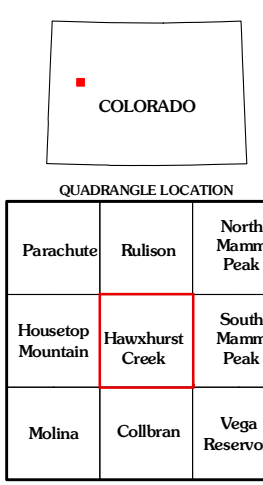 COLORADO
QUADRANGLE LOCATION
Parachute
Rulison
North
Mamm
Peak
Housetop
Mountain
Hawxhurst
Creek
South
Mamm
Peak
Molina
Collbran
Vega
Reservo